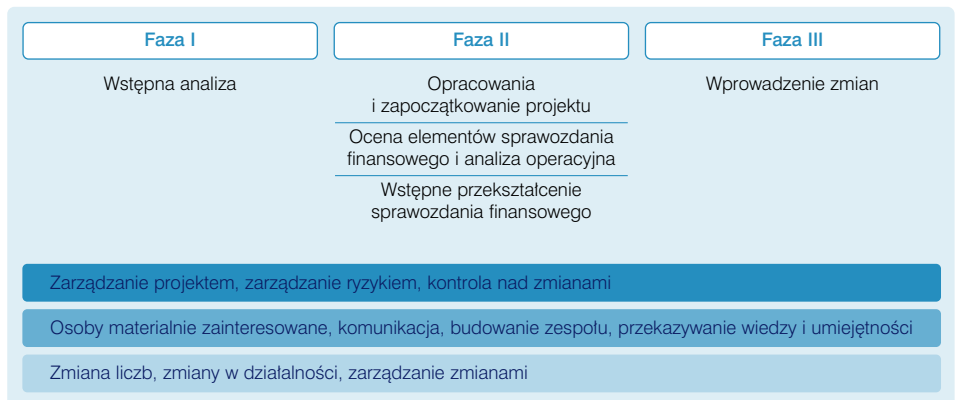 Faza I
Wstępna analiza
Faza II
Opracowania
i zapoczątkowanie projektu
Ocena elementów sprawozdania
finansowego i analiza operacyjna
Wstępne przekształcenie
sprawozdania finansowego
Faza III
Wprowadzenie zmian
Zarządzanie projektem, zarządzanie ryzykiem, kontrola nad zmianami
Osoby materialnie zainteresowane, komunikacja, budowanie zespołu, przekazywanie wiedzy i umiejętności
Zmiana liczb, zmiany w działalności, zarządzanie zmianami